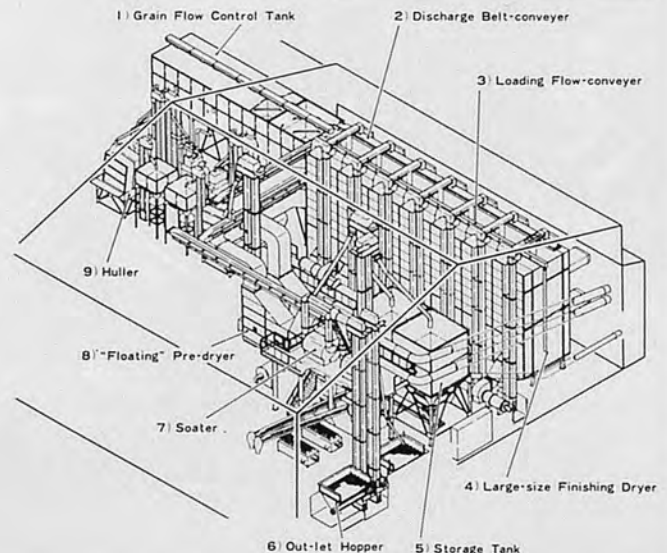 1) Grain Flow Control Tank
2) Discharge Belt-conveyer
3) Loading Flow-conveyer
9) Huller
8) "Floating" Pre-dryer
7) Soater
4) Large-size Finishing Dryer
6) Out-let Hopper
5) Storage Tank